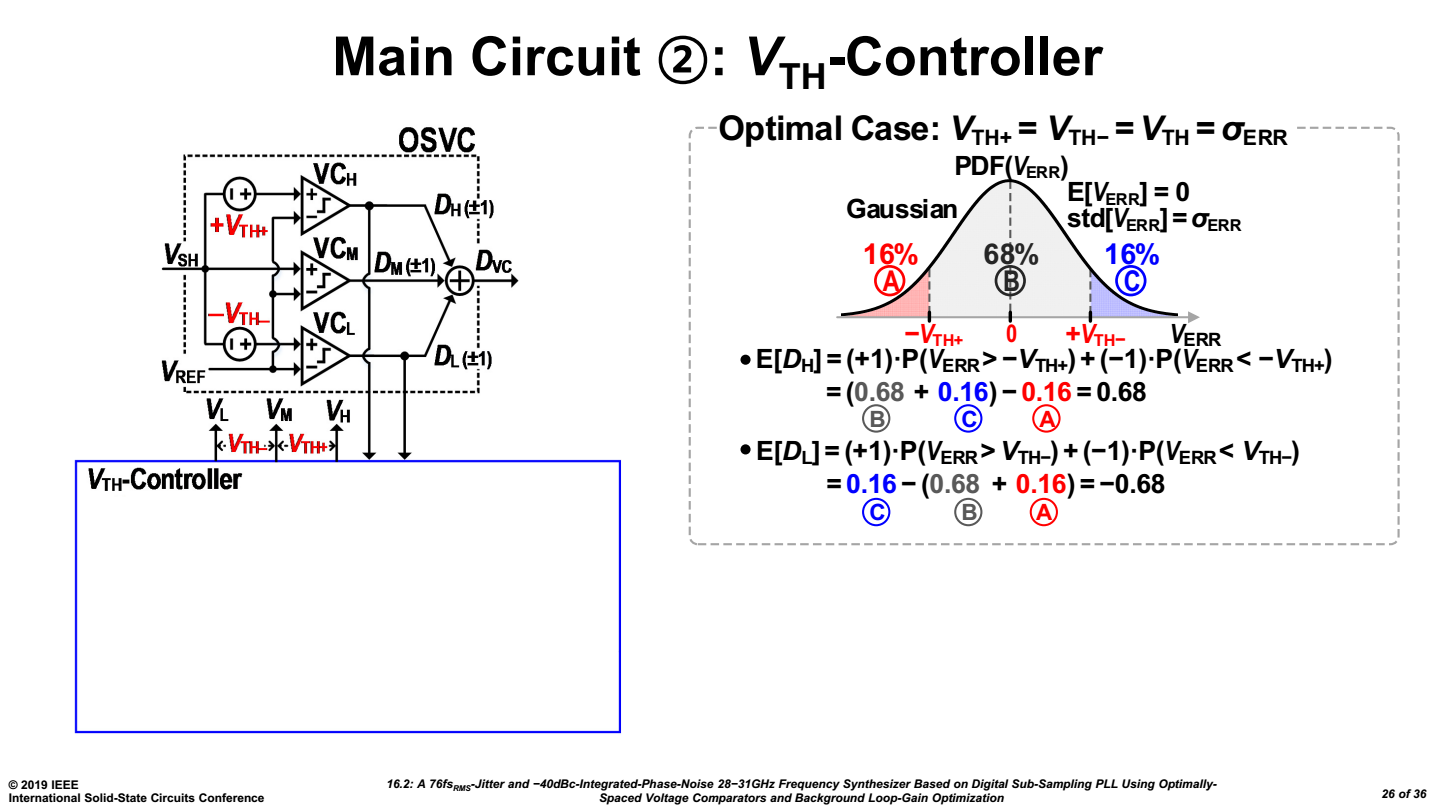 Main Circuit ②: VTH-Controller
OSVC
VCH
+VTH+
DH (±1)
VSH
VCM
DM (±1)
DVC
−VTH−
VCL
DL (±1)
VREF
VL VM VH
VTH− VTH+
VTH-Controller
Optimal Case: VTH+ = VTH− = VTH = σERR
PDF(VERR)
E[VERR] = 0
Gaussian
std[VERR] = σERR
16% 68% 16%
Ⓐ Ⓑ Ⓒ
−VTH+ 0 +VTH− VERR
• E[DH] = (+1)·P(VERR > −VTH+) + (−1)·P(VERR < −VTH+)
= (0.68 + 0.16) − 0.16 = 0.68
Ⓑ Ⓒ Ⓐ
• E[DL] = (+1)·P(VERR > VTH−) + (−1)·P(VERR < VTH−)
= 0.16 − (0.68 + 0.16) = −0.68
Ⓒ Ⓑ Ⓐ
© 2019 IEEE
International Solid-State Circuits Conference
16.2: A 76fsRMS-Jitter and −40dBc-Integrated-Phase-Noise 28−31GHz Frequency Synthesizer Based on Digital Sub-Sampling PLL Using Optimally-
Spaced Voltage Comparators and Background Loop-Gain Optimization
26 of 36